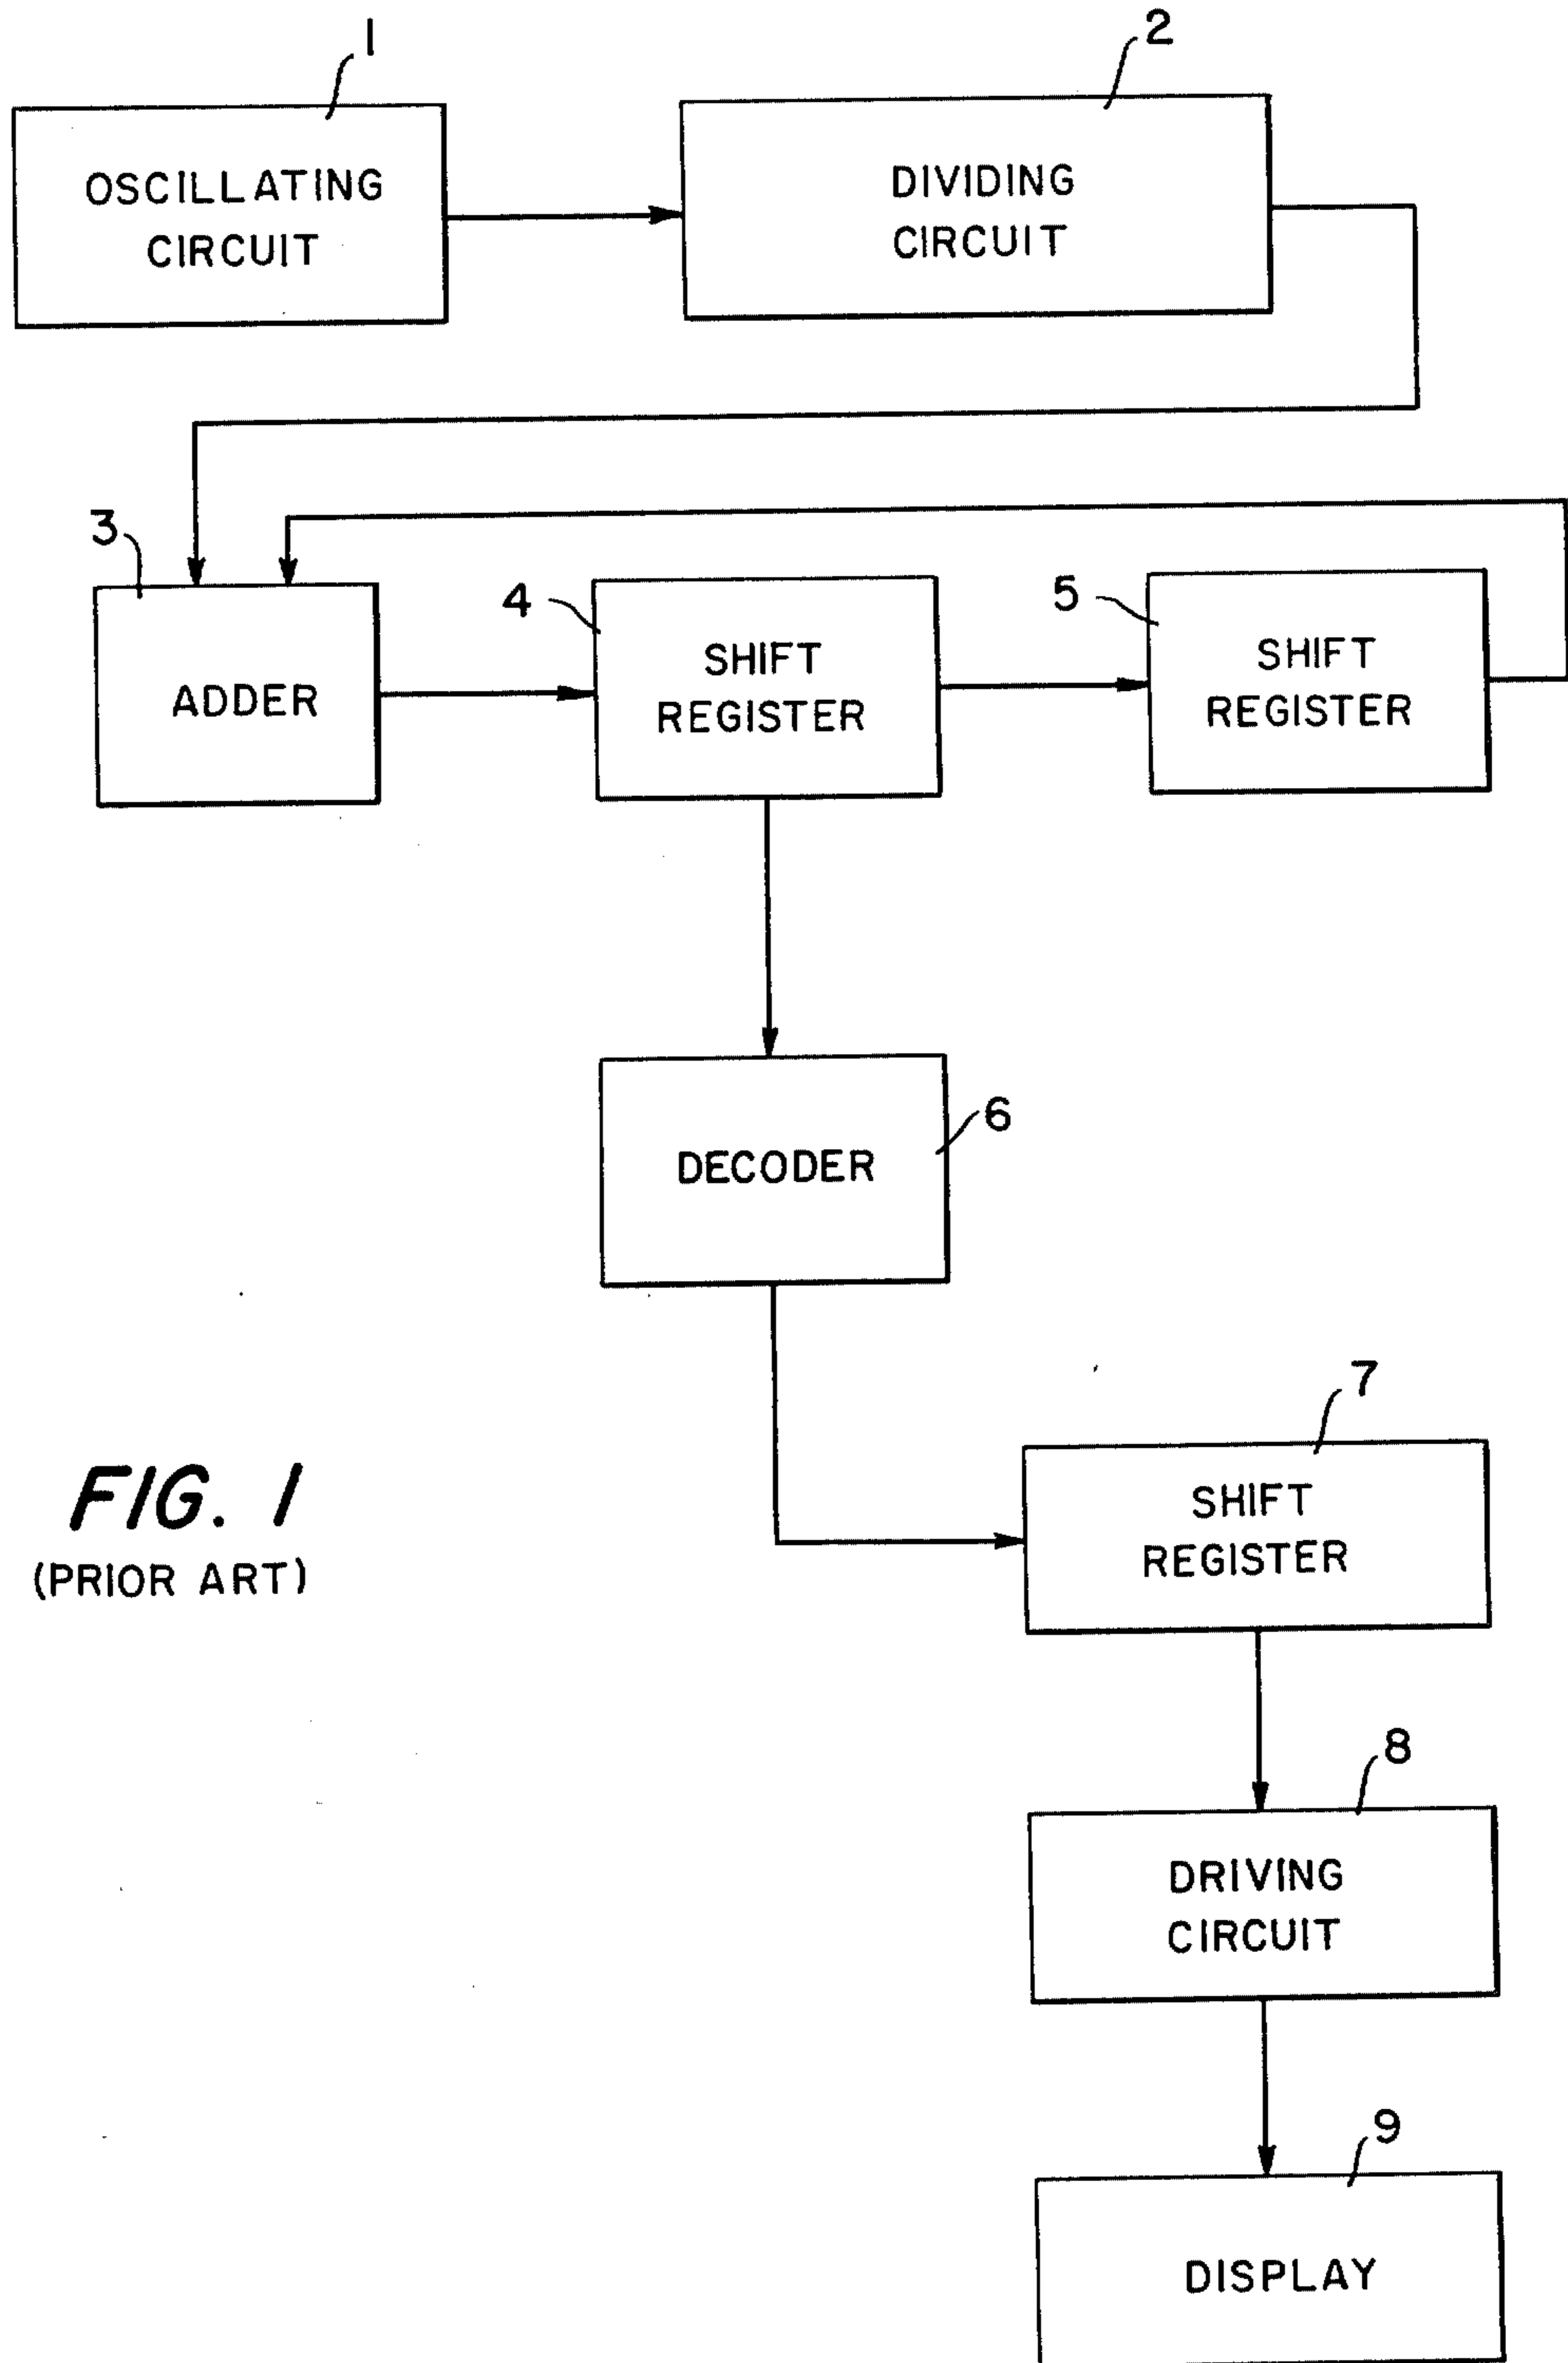 1
2
OSCILLATING
CIRCUIT
DIVIDING
CIRCUIT
3
4
5
ADDER
SHIFT
REGISTER
SHIFT
REGISTER
6
DECODER
7
SHIFT
REGISTER
FIG. 1
(PRIOR ART)
8
DRIVING
CIRCUIT
9
DISPLAY